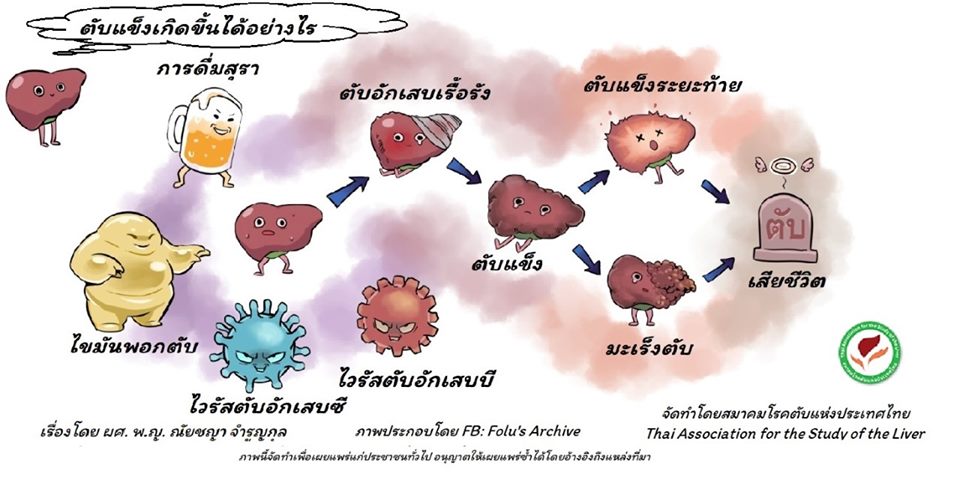 ตับแข็งเกิดขึ้นได้อย่างไร
การดื่มสุรา
ตับอักเสบเรื้อรัง
ตับแข็งระยะท้าย
ตับ
ตับแข็ง
เสียชีวิต
ไขมันพอกตับ
มะเร็งตับ
ไวรัสตับอักเสบบี
ไวรัสตับอักเสบซี
Thai Association for the Study of the Liver
เรื่องโดย ผศ. พ.ญ. ณัยชญา จำรูญกุล
ภาพประกอบโดย FB: Folu's Archive
จัดทำโดยสมาคมโรคตับแห่งประเทศไทย
Thai Association for the Study of the Liver
ภาพนี้จัดทำเพื่อเผยแพร่แก่ประชาชนทั่วไป อนุญาตให้เผยแพร่ซ้ำได้โดยอ้างอิงถึงแหล่งที่มา